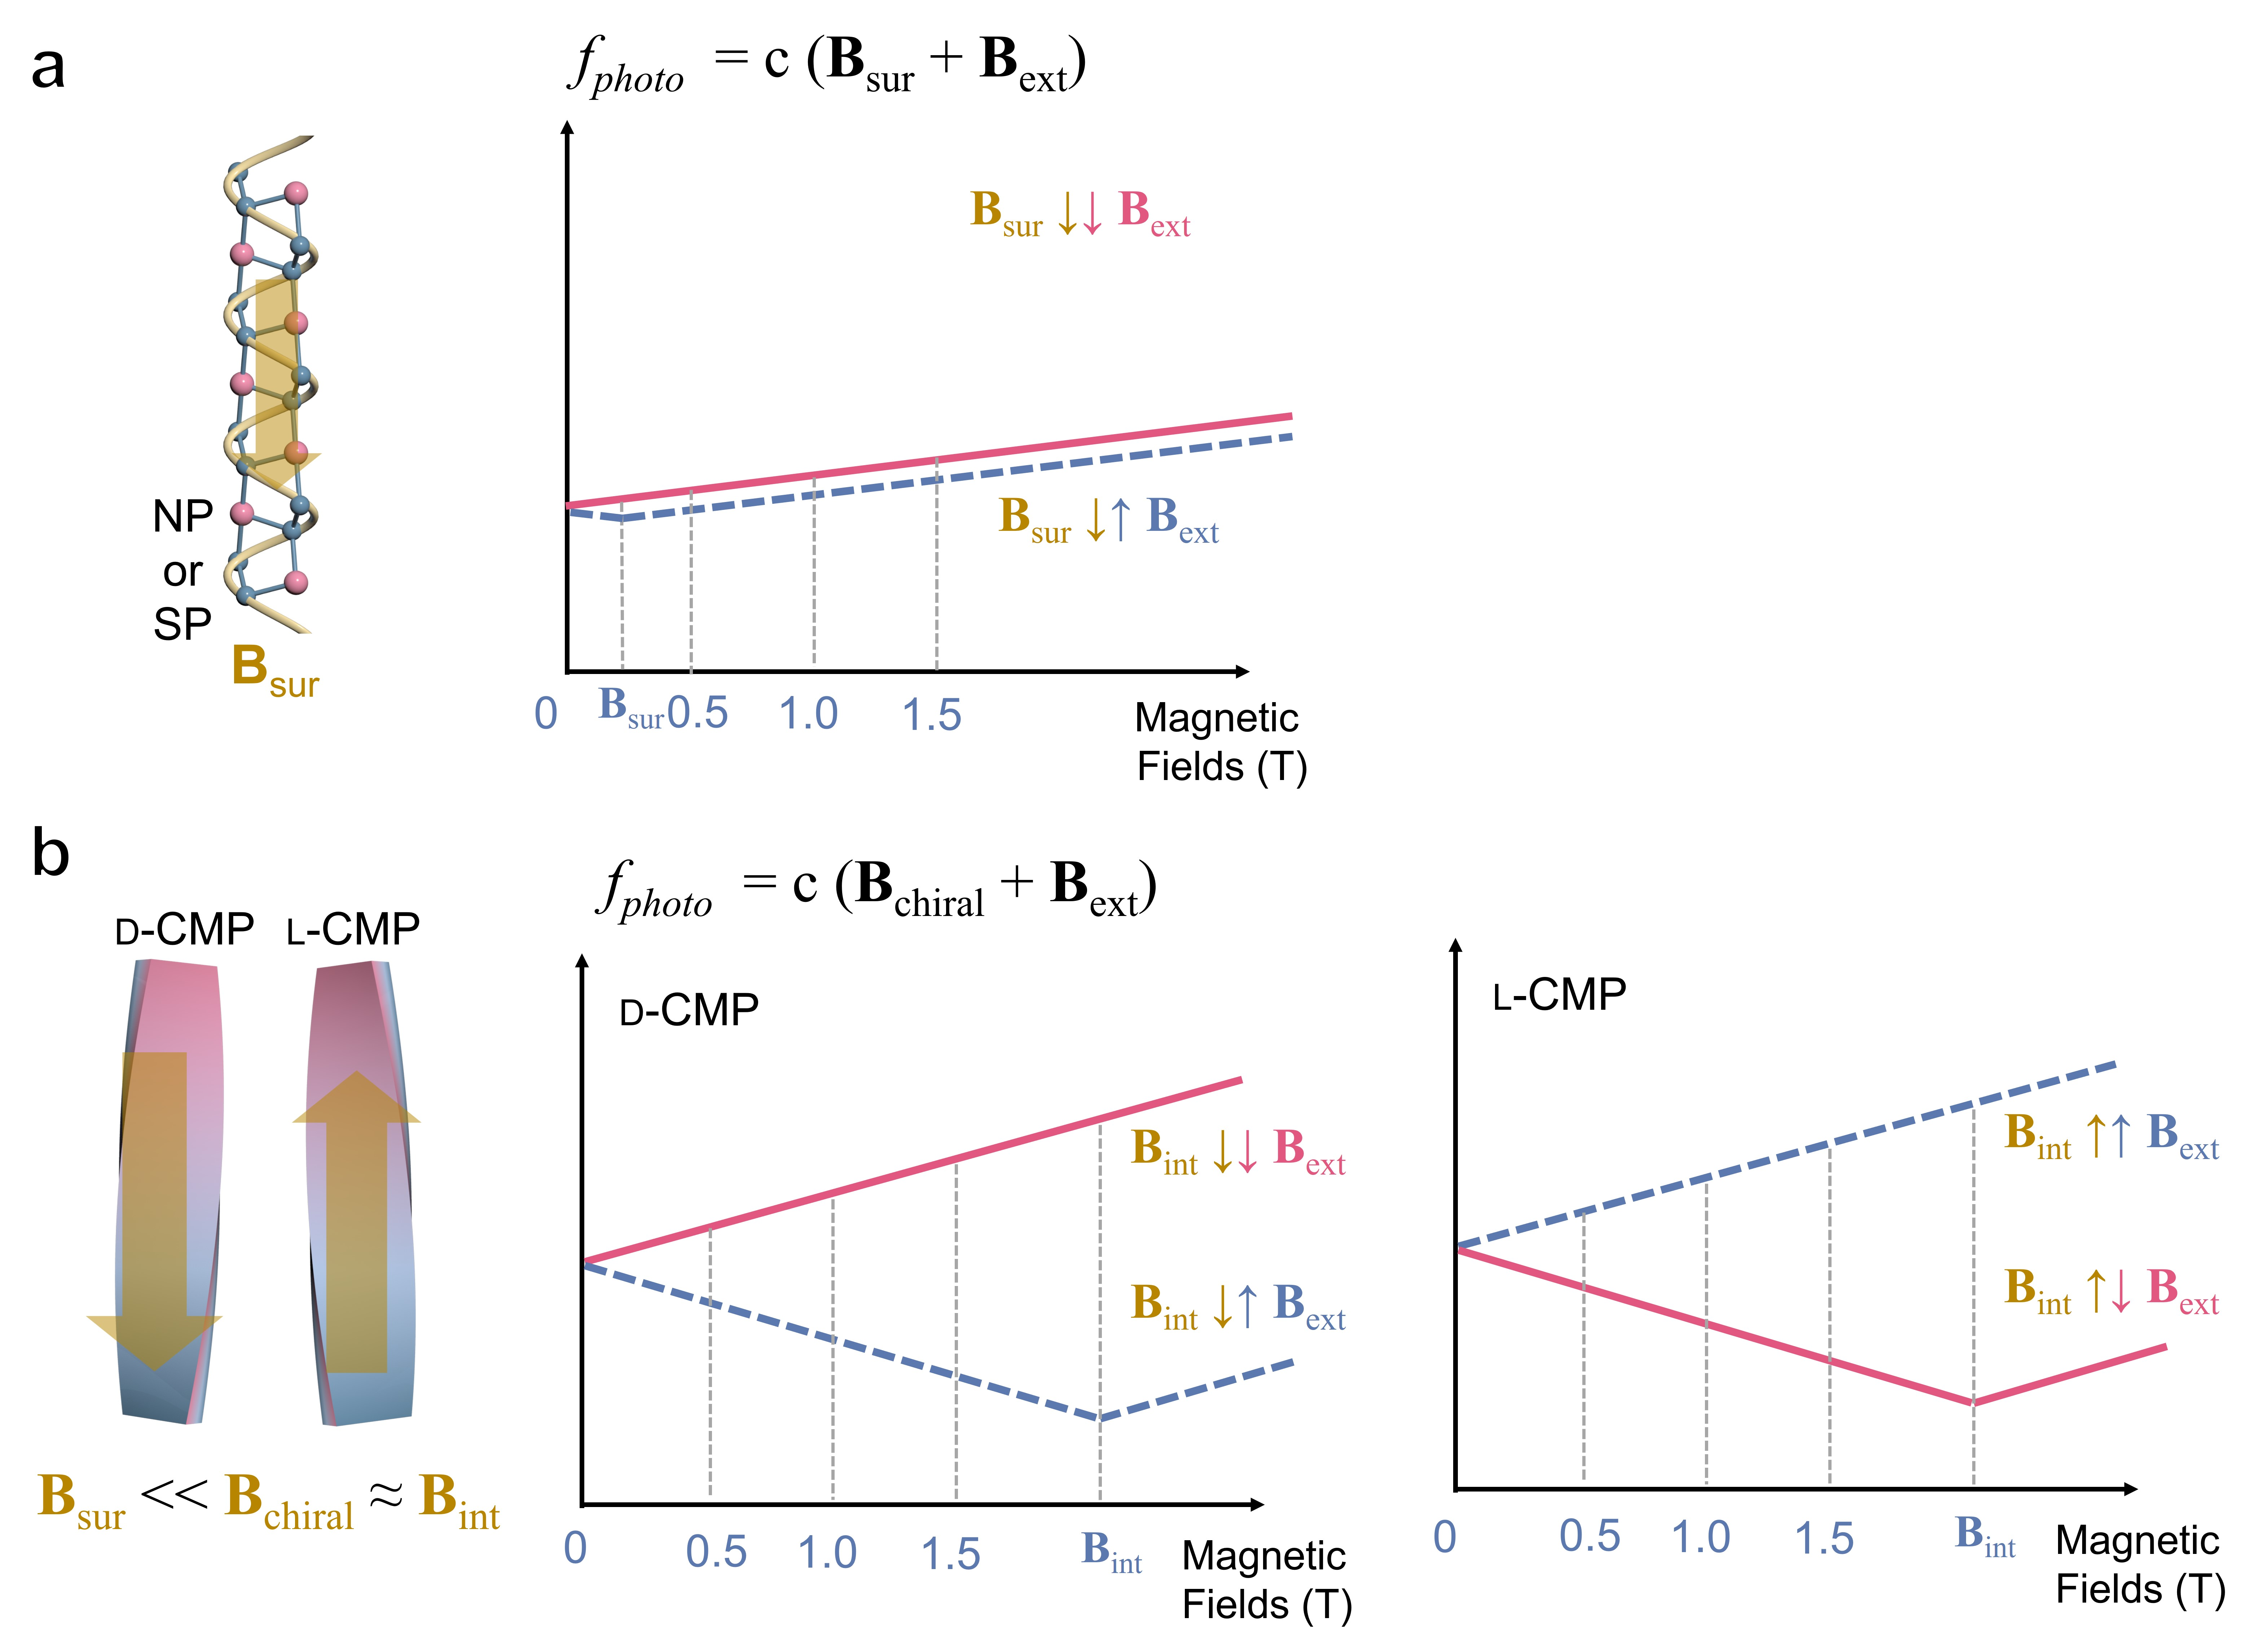 a
f_photo = c (B_sur + B_ext)
B_sur ↓↓ B_ext
B_sur ↓↑ B_ext
NP
or
SP
B_sur
0 B_sur 0.5 1.0 1.5
Magnetic
Fields (T)
b
f_photo = c (B_chiral + B_ext)
D-CMP L-CMP
B_sur << B_chiral ≈ B_int
D-CMP
B_int ↓↓ B_ext
B_int ↓↑ B_ext
0 0.5 1.0 1.5 B_int
Magnetic
Fields (T)
L-CMP
B_int ↑↑ B_ext
B_int ↑↓ B_ext
0 0.5 1.0 1.5 B_int
Magnetic
Fields (T)